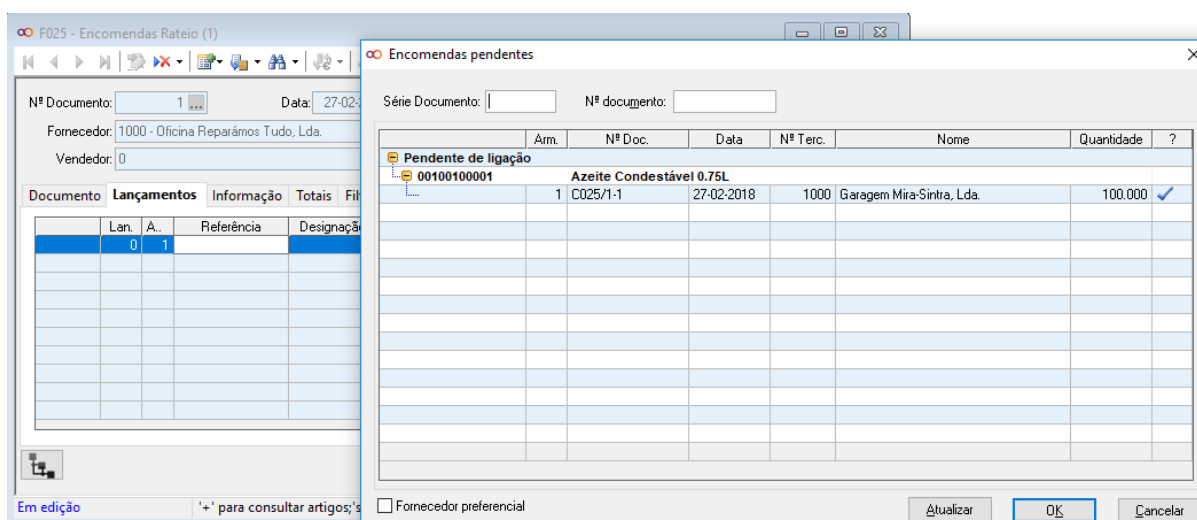 F025 - Encomendas Rateio (1)
Nº Documento: 1 ... Data: 27-02-
Fornecedor: 1000 - Oficina Reparámos Tudo, Lda.
Vendedor: 0
Documento Lançamentos Informação Totais Fil
Lan. A.. Referência Designação
0 1
Em edição '+' para consultar artigos;'s
Encomendas pendentes
Série Documento: Nº documento:
Arm. Nº Doc. Data Nº Terc. Nome Quantidade ?
Pendente de ligação
00100100001 Azeite Condestável 0.75L
1 C025/1-1 27-02-2018 1000 Garagem Mira-Sintra, Lda. 100.000
Fornecedor preferencial
Atualizar OK Cancelar